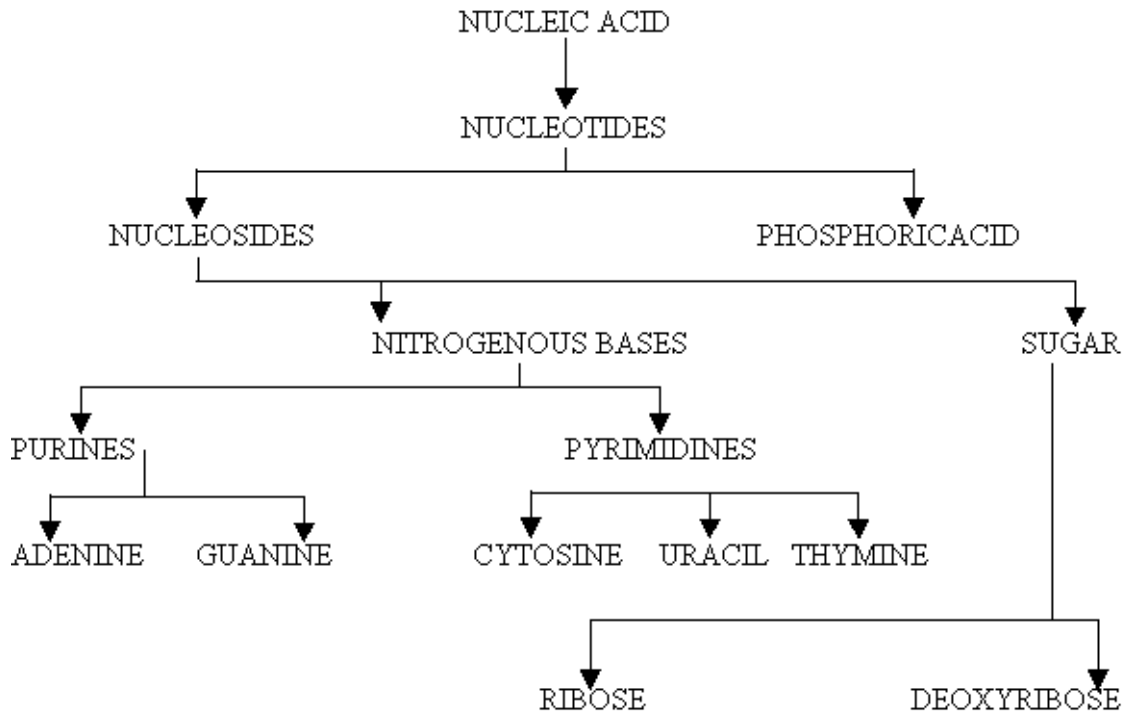 NUCLEIC ACID
NUCLEOTIDES
NUCLEOSIDES PHOSPHORICACID
NITROGENOUS BASES SUGAR
PURINES PYRIMIDINES
ADENINE GUANINE CYTOSINE URACIL THYMINE
RIBOSE DEOXYRIBOSE